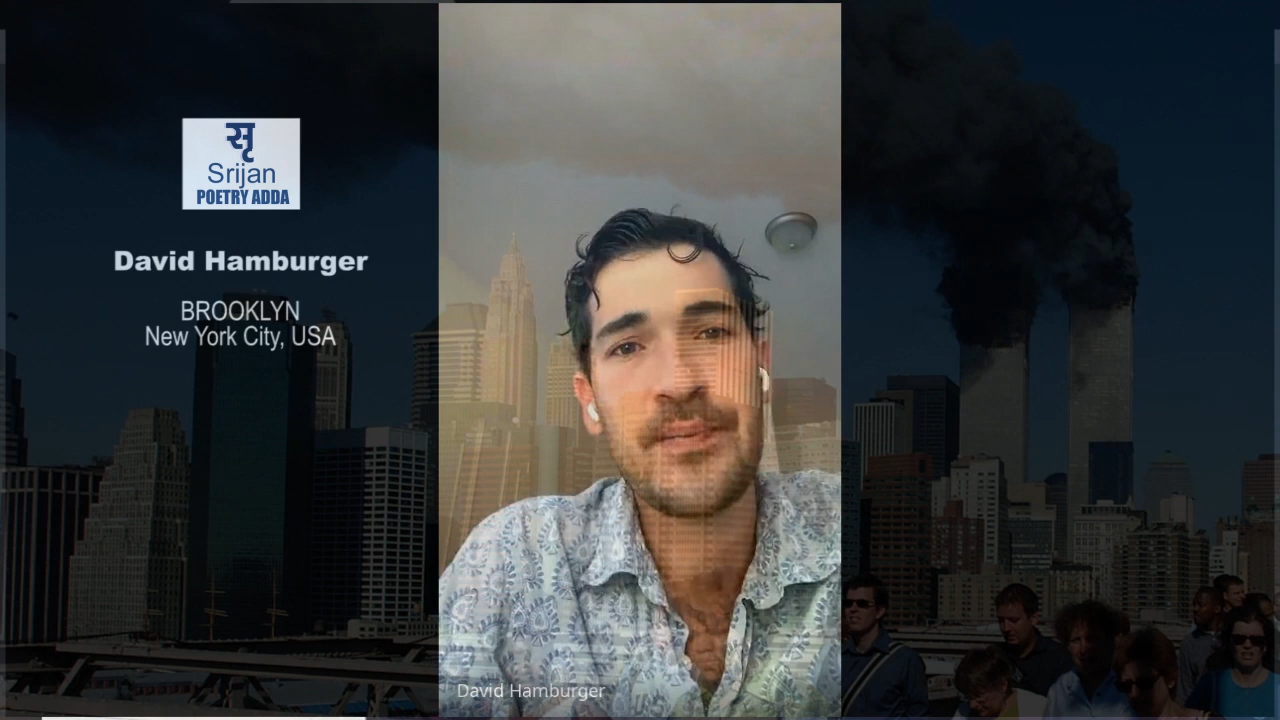 सृ
Srijan
POETRY ADDA
David Hamburger
BROOKLYN
New York City, USA
David Hamburger